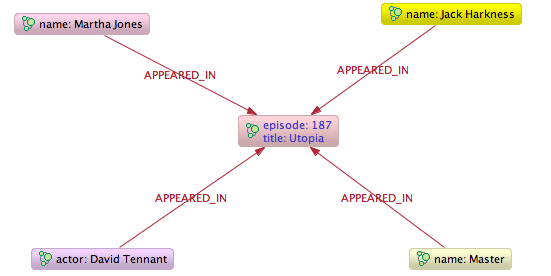 name: Martha Jones
name: Jack Harkness
APPEARED_IN
APPEARED_IN
episode: 187
title: Utopia
APPEARED_IN
APPEARED_IN
actor: David Tennant
name: Master